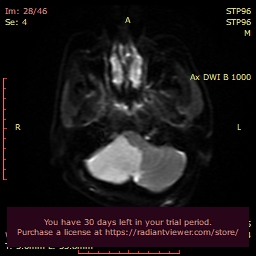 Im: 28/46
Se: 4
A
STP96
STP96
M
Ax DWI B 1000
R
L
You have 30 days left in your trial period.
Purchase a license at https://radiantviewer.com/store/